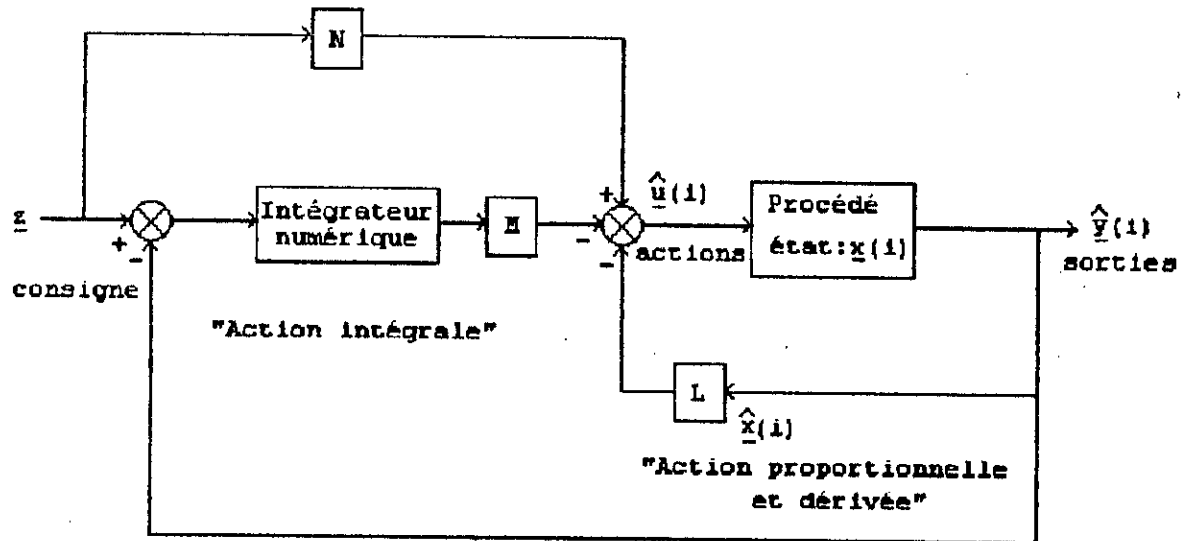 N
+
û(i)
z
+
-
Intégrateur
numérique
M
-
-
actions
Procédé
état:x(i)
ŷ(i)
sorties
consigne
"Action intégrale"
L
x̂(i)
"Action proportionnelle
et dérivée"